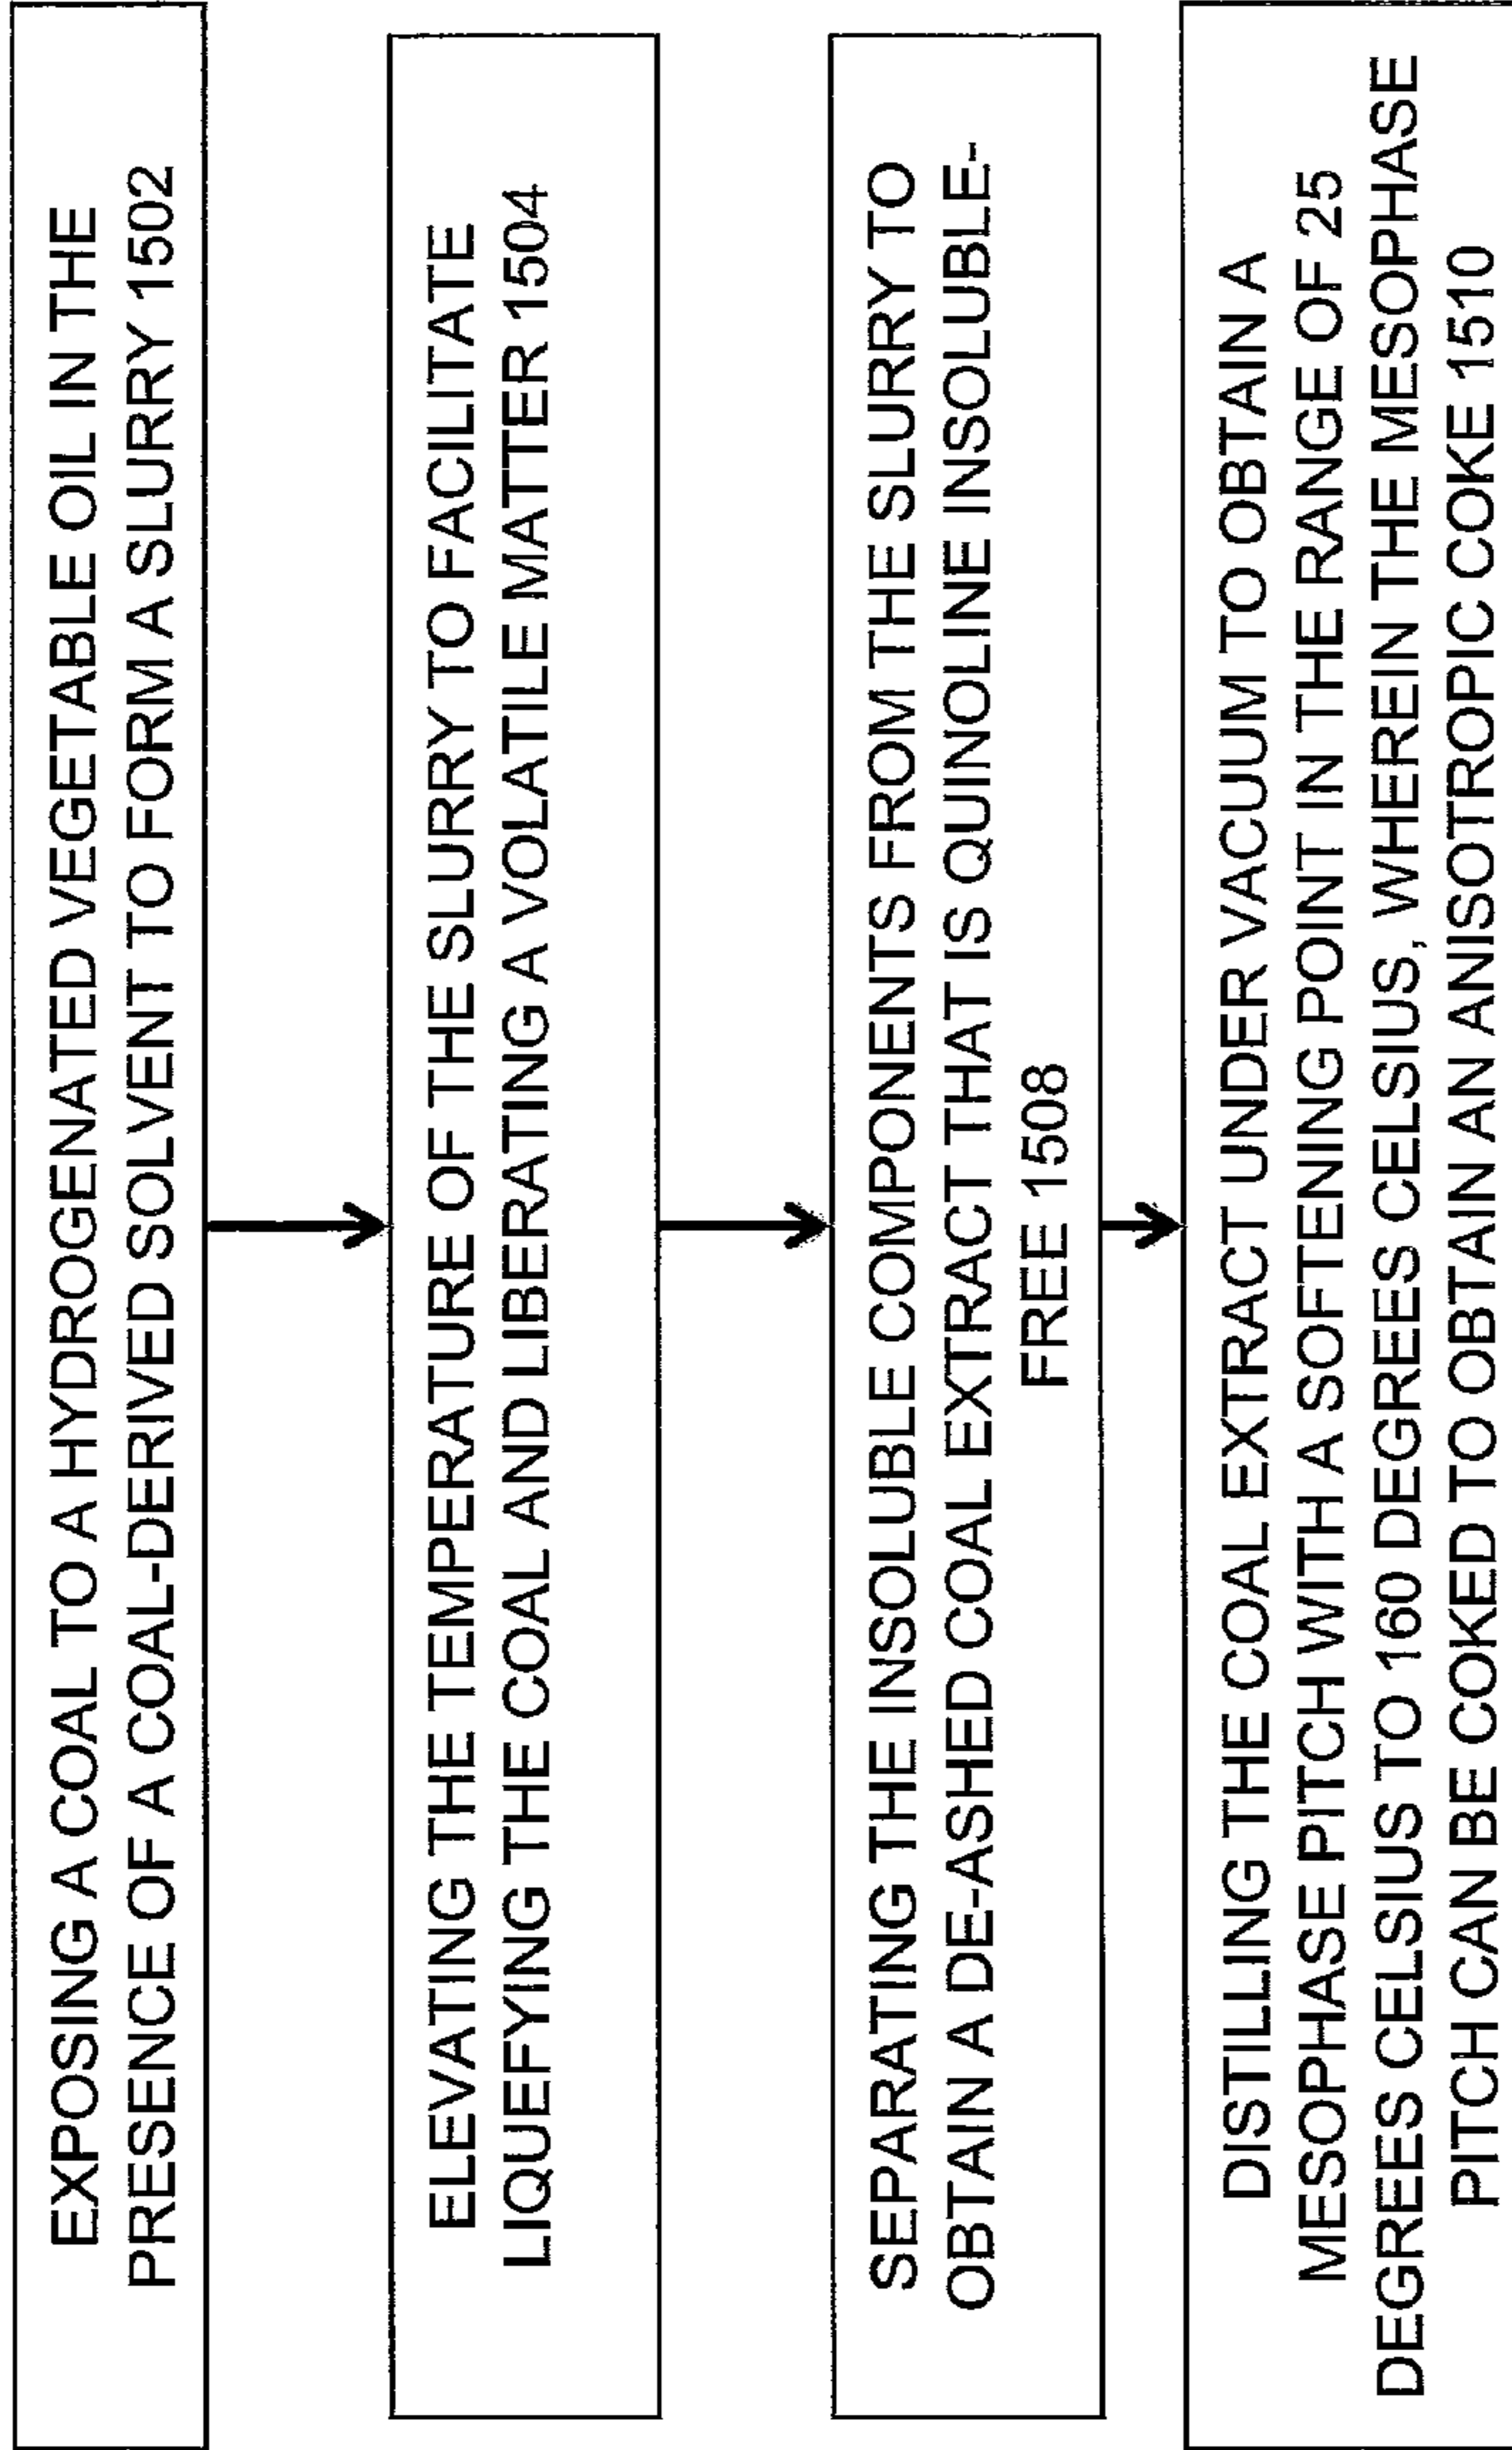 EXPOSING A COAL TO A HYDROGENATED VEGETABLE OIL IN THE
PRESENCE OF A COAL-DERIVED SOLVENT TO FORM A SLURRY 1502
ELEVATING THE TEMPERATURE OF THE SLURRY TO FACILITATE
LIQUEFYING THE COAL AND LIBERATING A VOLATILE MATTER 1504
SEPARATING THE INSOLUBLE COMPONENTS FROM THE SLURRY TO
OBTAIN A DE-ASHED COAL EXTRACT THAT IS QUINOLINE INSOLUBLE-
FREE 1508
DISTILLING THE COAL EXTRACT UNDER VACUUM TO OBTAIN A
MESOPHASE PITCH WITH A SOFTENING POINT IN THE RANGE OF 25
DEGREES CELSIUS TO 160 DEGREES CELSIUS, WHEREIN THE MESOPHASE
PITCH CAN BE COKED TO OBTAIN AN ANISOTROPIC COKE 1510